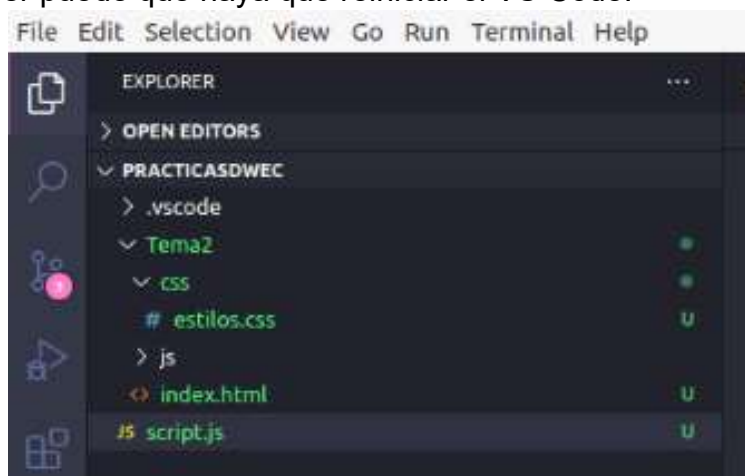 puede que haya que reiniciar el VS Code.
File Edit Selection View Go Run Terminal Help
EXPLORER ...
> OPEN EDITORS
PRACTICASDWEC
> .vscode
Tema2
css
# estilos.css U
> js
<> index.html U
JS script.js U